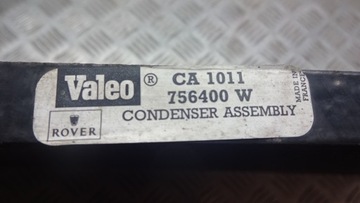 Valeo ® CA 1011
756400 W
ROVER CONDENSER ASSEMBLY
MADE IN
FRANCE